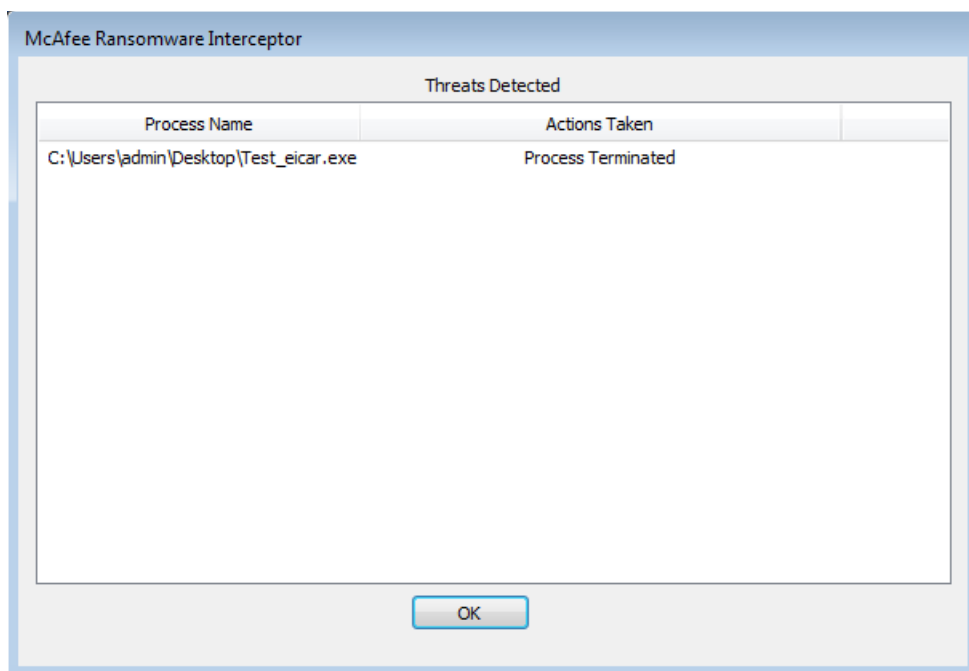 McAfee Ransomware Interceptor
Threats Detected
Process Name Actions Taken
C:\Users\admin\Desktop\Test_eicar.exe Process Terminated
OK